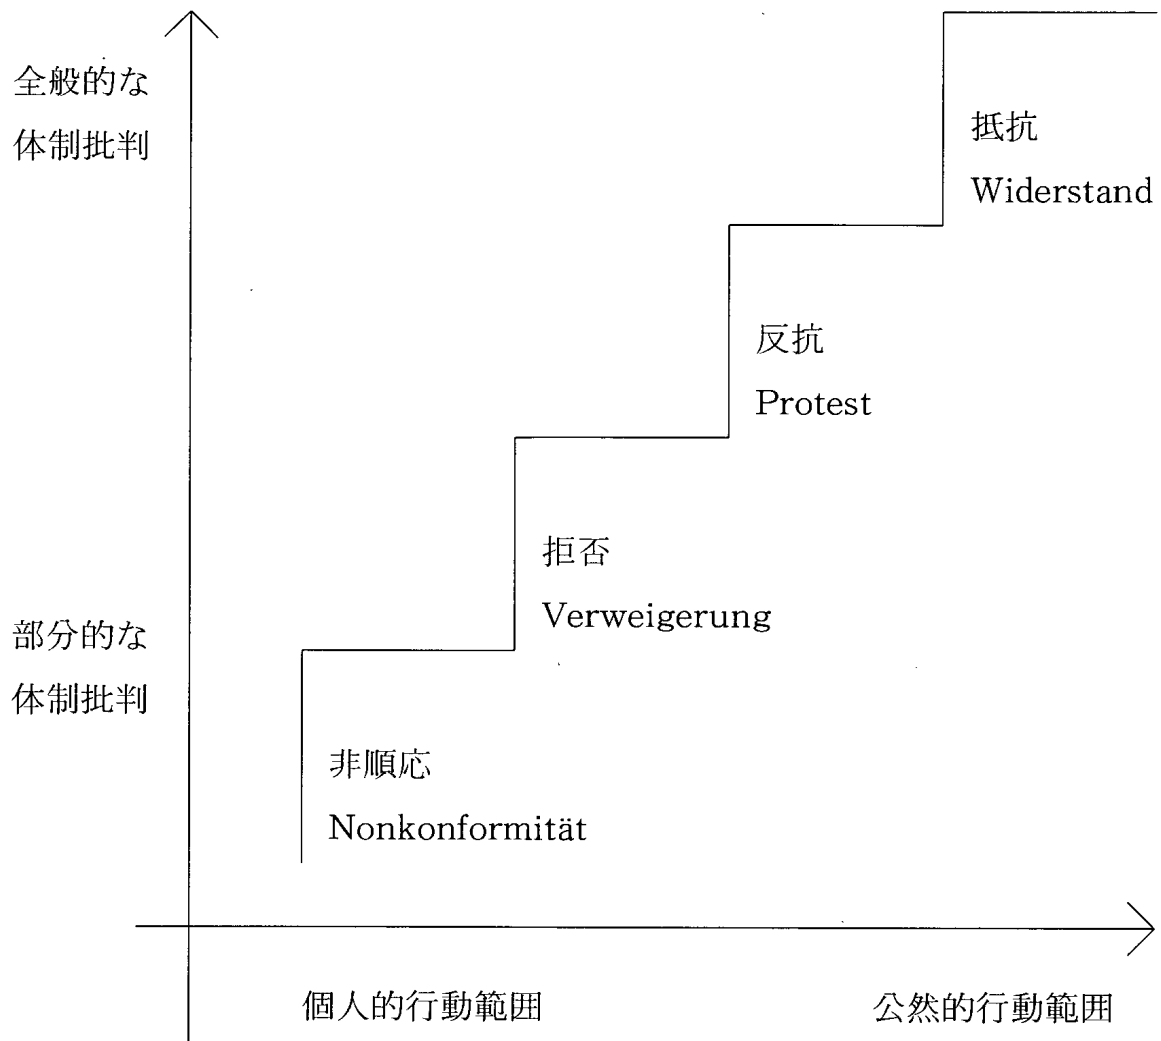 全般的な
体制批判
抵抗
Widerstand
反抗
Protest
拒否
Verweigerung
部分的な
体制批判
非順応
Nonkonformität
個人的行動範囲
公然的行動範囲